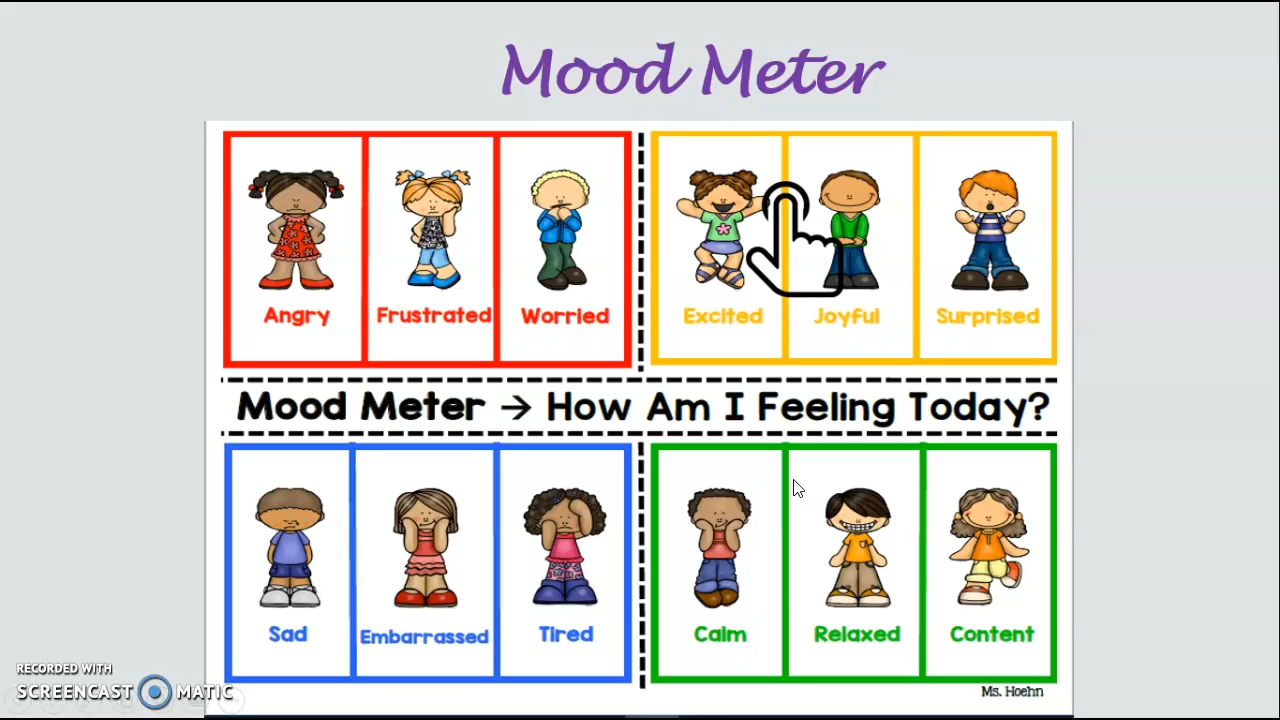 Mood Meter
Angry Frustrated Worried Excited Joyful Surprised
Mood Meter → How Am I Feeling Today?
Sad Embarrassed Tired Calm Relaxed Content
Ms. Hoehn
RECORDED WITH
SCREENCAST MATIC